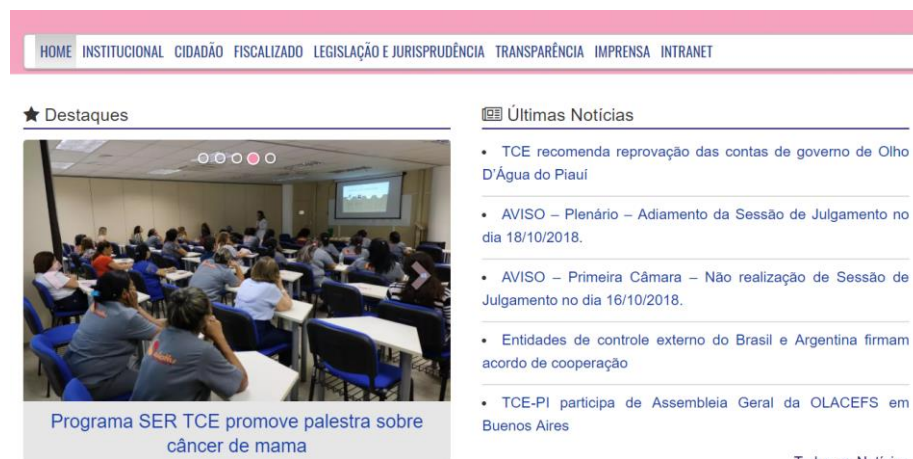 HOME INSTITUCIONAL CIDADÃO FISCALIZADO LEGISLAÇÃO E JURISPRUDÊNCIA TRANSPARÊNCIA IMPRENSA INTRANET
Destaques
Programa SER TCE promove palestra sobre
câncer de mama
Últimas Notícias
• TCE recomenda reprovação das contas de governo de Olho
D'Água do Piauí
• AVISO – Plenário – Adiamento da Sessão de Julgamento no
dia 18/10/2018.
• AVISO – Primeira Câmara – Não realização de Sessão de
Julgamento no dia 16/10/2018.
• Entidades de controle externo do Brasil e Argentina firmam
acordo de cooperação
• TCE-PI participa de Assembleia Geral da OLACEFS em
Buenos Aires